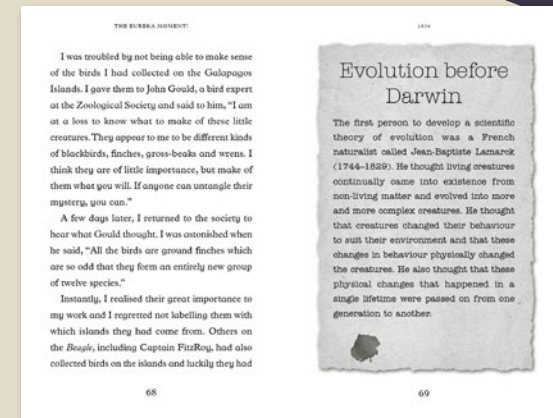 THE EUREKA MOMENT!
I was troubled by not being able to make sense
of the birds I had collected on the Galapagos
Islands. I gave them to John Gould, a bird expert
at the Zoological Society and said to him, “I am
at a loss to know what to make of these little
creatures. They appear to me to be different kinds
of blackbirds, finches, gross-beaks and wrens. I
think they are of little importance, but make of
them what you will. If anyone can untangle their
mystery, you can.”
A few days later, I returned to the society to
hear what Gould thought. I was astonished when
he said, “All the birds are ground finches which
are so odd that they form an entirely new group
of twelve species.”
Instantly, I realised their great importance to
my work and I regretted not labelling them with
which islands they had come from. Others on
the Beagle, including Captain FitzRoy, had also
collected birds on the islands and luckily they had
68
Evolution before
Darwin
The first person to develop a scientific
theory of evolution was a French
naturalist called Jean-Baptiste Lamarck
(1744–1829). He thought living creatures
continually came into existence from
non-living matter and evolved into more
and more complex creatures. He thought
that creatures changed their behaviour
to suit their environment and that these
changes in behaviour physically changed
the creatures. He also thought that these
physical changes that happened in a
single lifetime were passed on from one
generation to another.
69